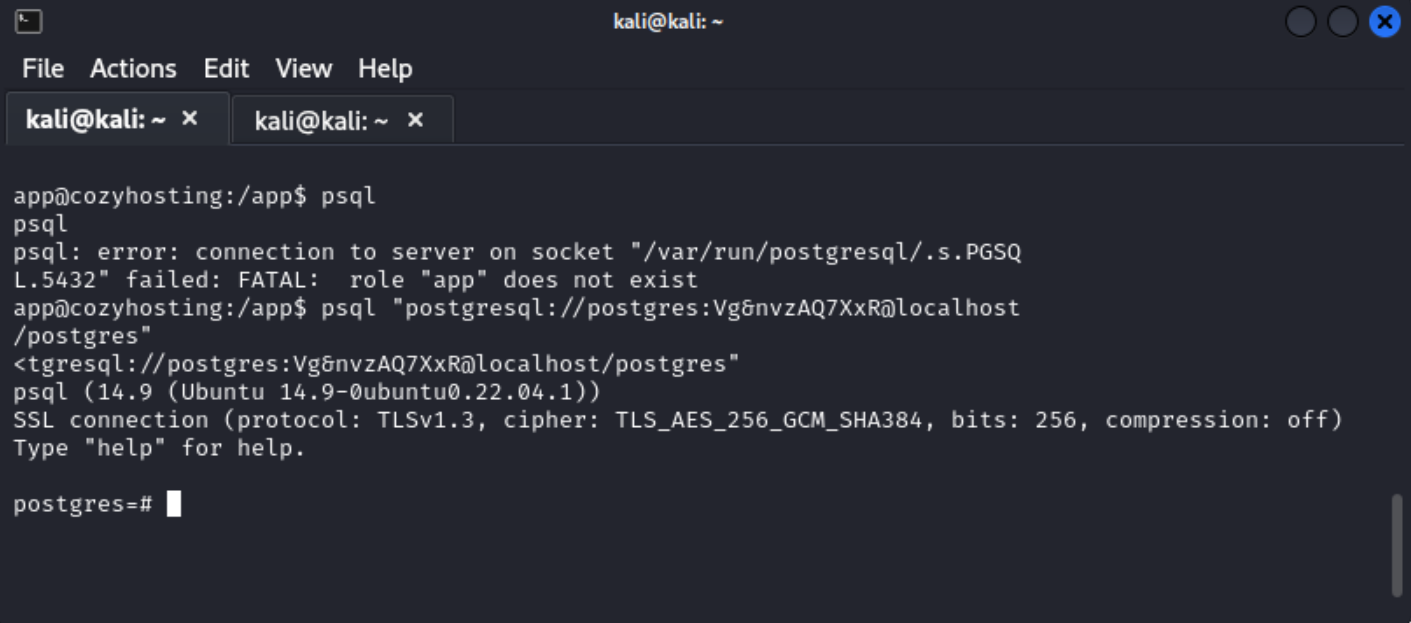 kali@kali: ~
File Actions Edit View Help
kali@kali: ~ × kali@kali: ~ ×
app@cozyhosting:/app$ psql
psql
psql: error: connection to server on socket "/var/run/postgresql/.s.PGSQ
L.5432" failed: FATAL:  role "app" does not exist
app@cozyhosting:/app$ psql "postgresql://postgres:Vg&nvzAQ7XxR@localhost
/postgres"
<tgresql://postgres:Vg&nvzAQ7XxR@localhost/postgres"
psql (14.9 (Ubuntu 14.9-0ubuntu0.22.04.1))
SSL connection (protocol: TLSv1.3, cipher: TLS_AES_256_GCM_SHA384, bits: 256, compression: off)
Type "help" for help.
postgres=#